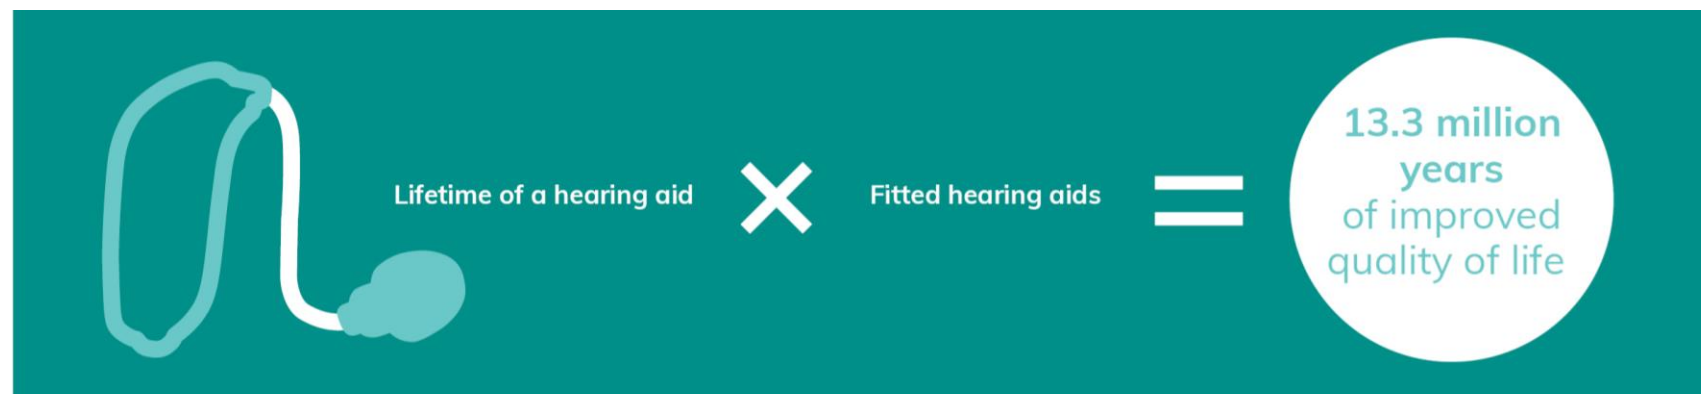 Lifetime of a hearing aid
Fitted hearing aids
13.3 million
years
of improved
quality of life